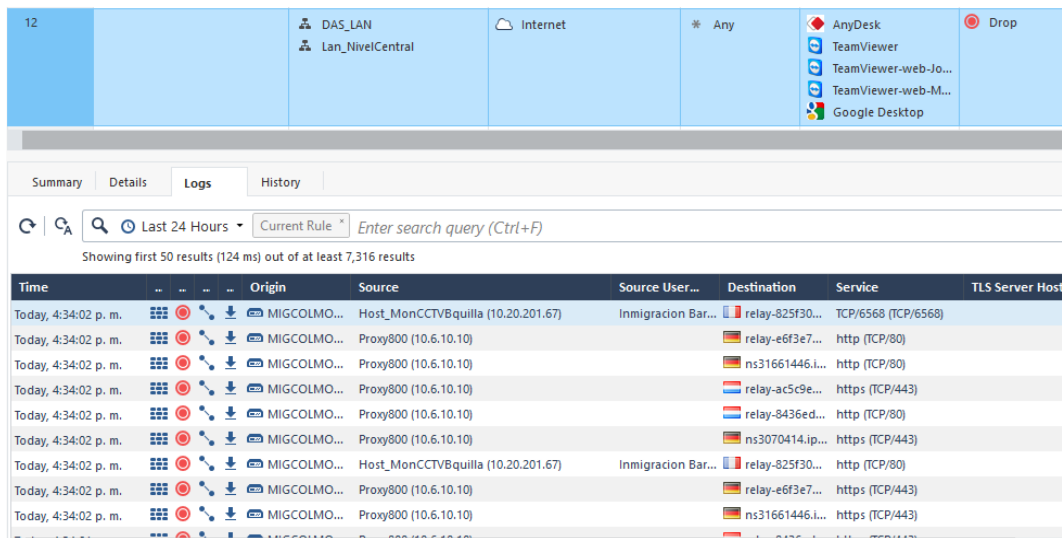 12 DAS_LAN Internet * Any AnyDesk Drop
Lan_NivelCentral TeamViewer
TeamViewer-web-Jo...
TeamViewer-web-M...
Google Desktop
Summary Details Logs History
Last 24 Hours Current Rule × Enter search query (Ctrl+F)
Showing first 50 results (124 ms) out of at least 7,316 results
Time ... ... ... ... Origin Source Source User... Destination Service TLS Server Host
Today, 4:34:02 p. m. MIGCOLMO... Host_MonCCTVBquilla (10.20.201.67) Inmigracion Bar... relay-825f30... TCP/6568 (TCP/6568)
Today, 4:34:02 p. m. MIGCOLMO... Proxy800 (10.6.10.10) relay-e6f3e7... http (TCP/80)
Today, 4:34:02 p. m. MIGCOLMO... Proxy800 (10.6.10.10) ns31661446.i... http (TCP/80)
Today, 4:34:02 p. m. MIGCOLMO... Proxy800 (10.6.10.10) relay-ac5c9e... https (TCP/443)
Today, 4:34:02 p. m. MIGCOLMO... Proxy800 (10.6.10.10) relay-8436ed... http (TCP/80)
Today, 4:34:02 p. m. MIGCOLMO... Proxy800 (10.6.10.10) ns3070414.ip... https (TCP/443)
Today, 4:34:02 p. m. MIGCOLMO... Host_MonCCTVBquilla (10.20.201.67) Inmigracion Bar... relay-825f30... http (TCP/80)
Today, 4:34:02 p. m. MIGCOLMO... Proxy800 (10.6.10.10) relay-e6f3e7... https (TCP/443)
Today, 4:34:02 p. m. MIGCOLMO... Proxy800 (10.6.10.10) ns31661446.i... https (TCP/443)